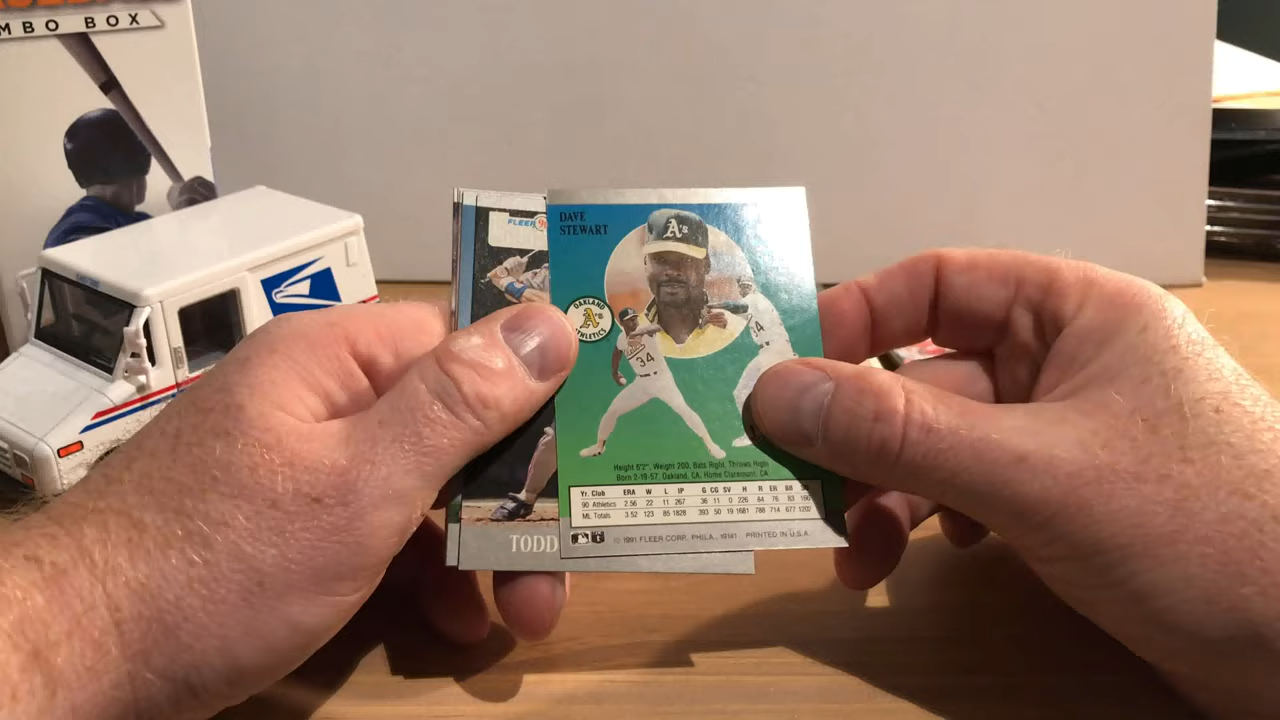 MBO BOX
FLEER
DAVE
STEWART
A's
OAKLAND
A's
ATHLETICS
34
Height 6'2", Weight 200, Bats Right, Throws Right
Born 2-19-57, Oakland, CA, Home Claremont, CA
Yr. Club ERA W L IP G CG SV H R ER BB SO
90 Athletics 2.56 22 11 267 36 11 0 226 84 76 83 166
ML Totals 3.52 123 85 1828 393 50 19 1681 788 714 677 1202
© 1991 FLEER CORP. PHILA., 19141 PRINTED IN U.S.A.
TODD